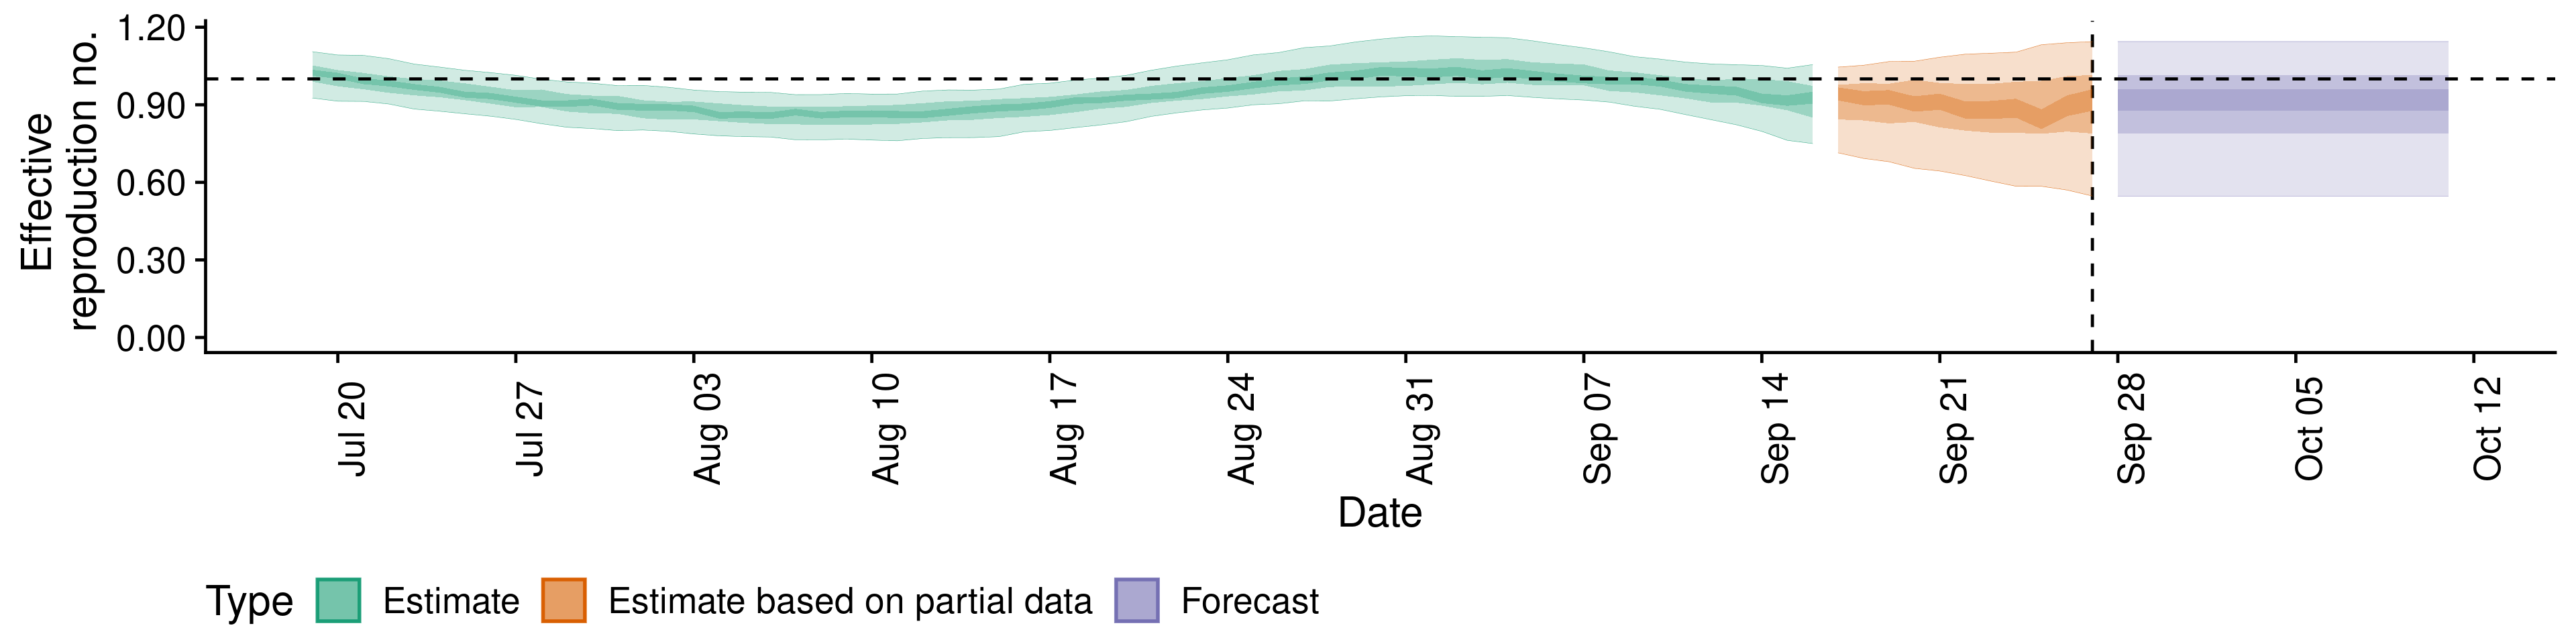 Effective
reproduction no.
1.20
0.90
0.60
0.30
0.00
Jul 20
Jul 27
Aug 03
Aug 10
Aug 17
Aug 24
Aug 31
Sep 07
Sep 14
Sep 21
Sep 28
Oct 05
Oct 12
Date
Type Estimate Estimate based on partial data Forecast